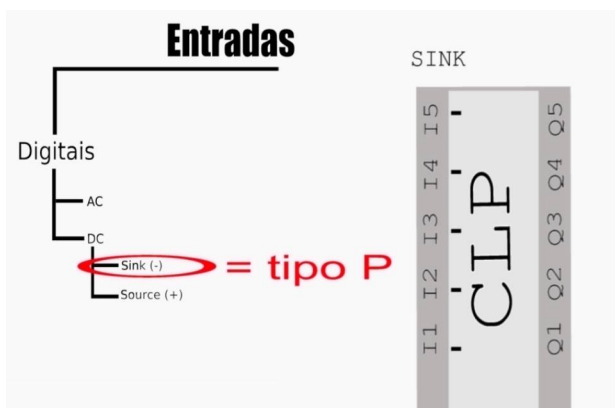 Entradas
Digitais
AC
DC
Sink (-)
= tipo P
Source (+)
SINK
I5
I4
I3
I2
I1
CLP
Q5
Q4
Q3
Q2
Q1